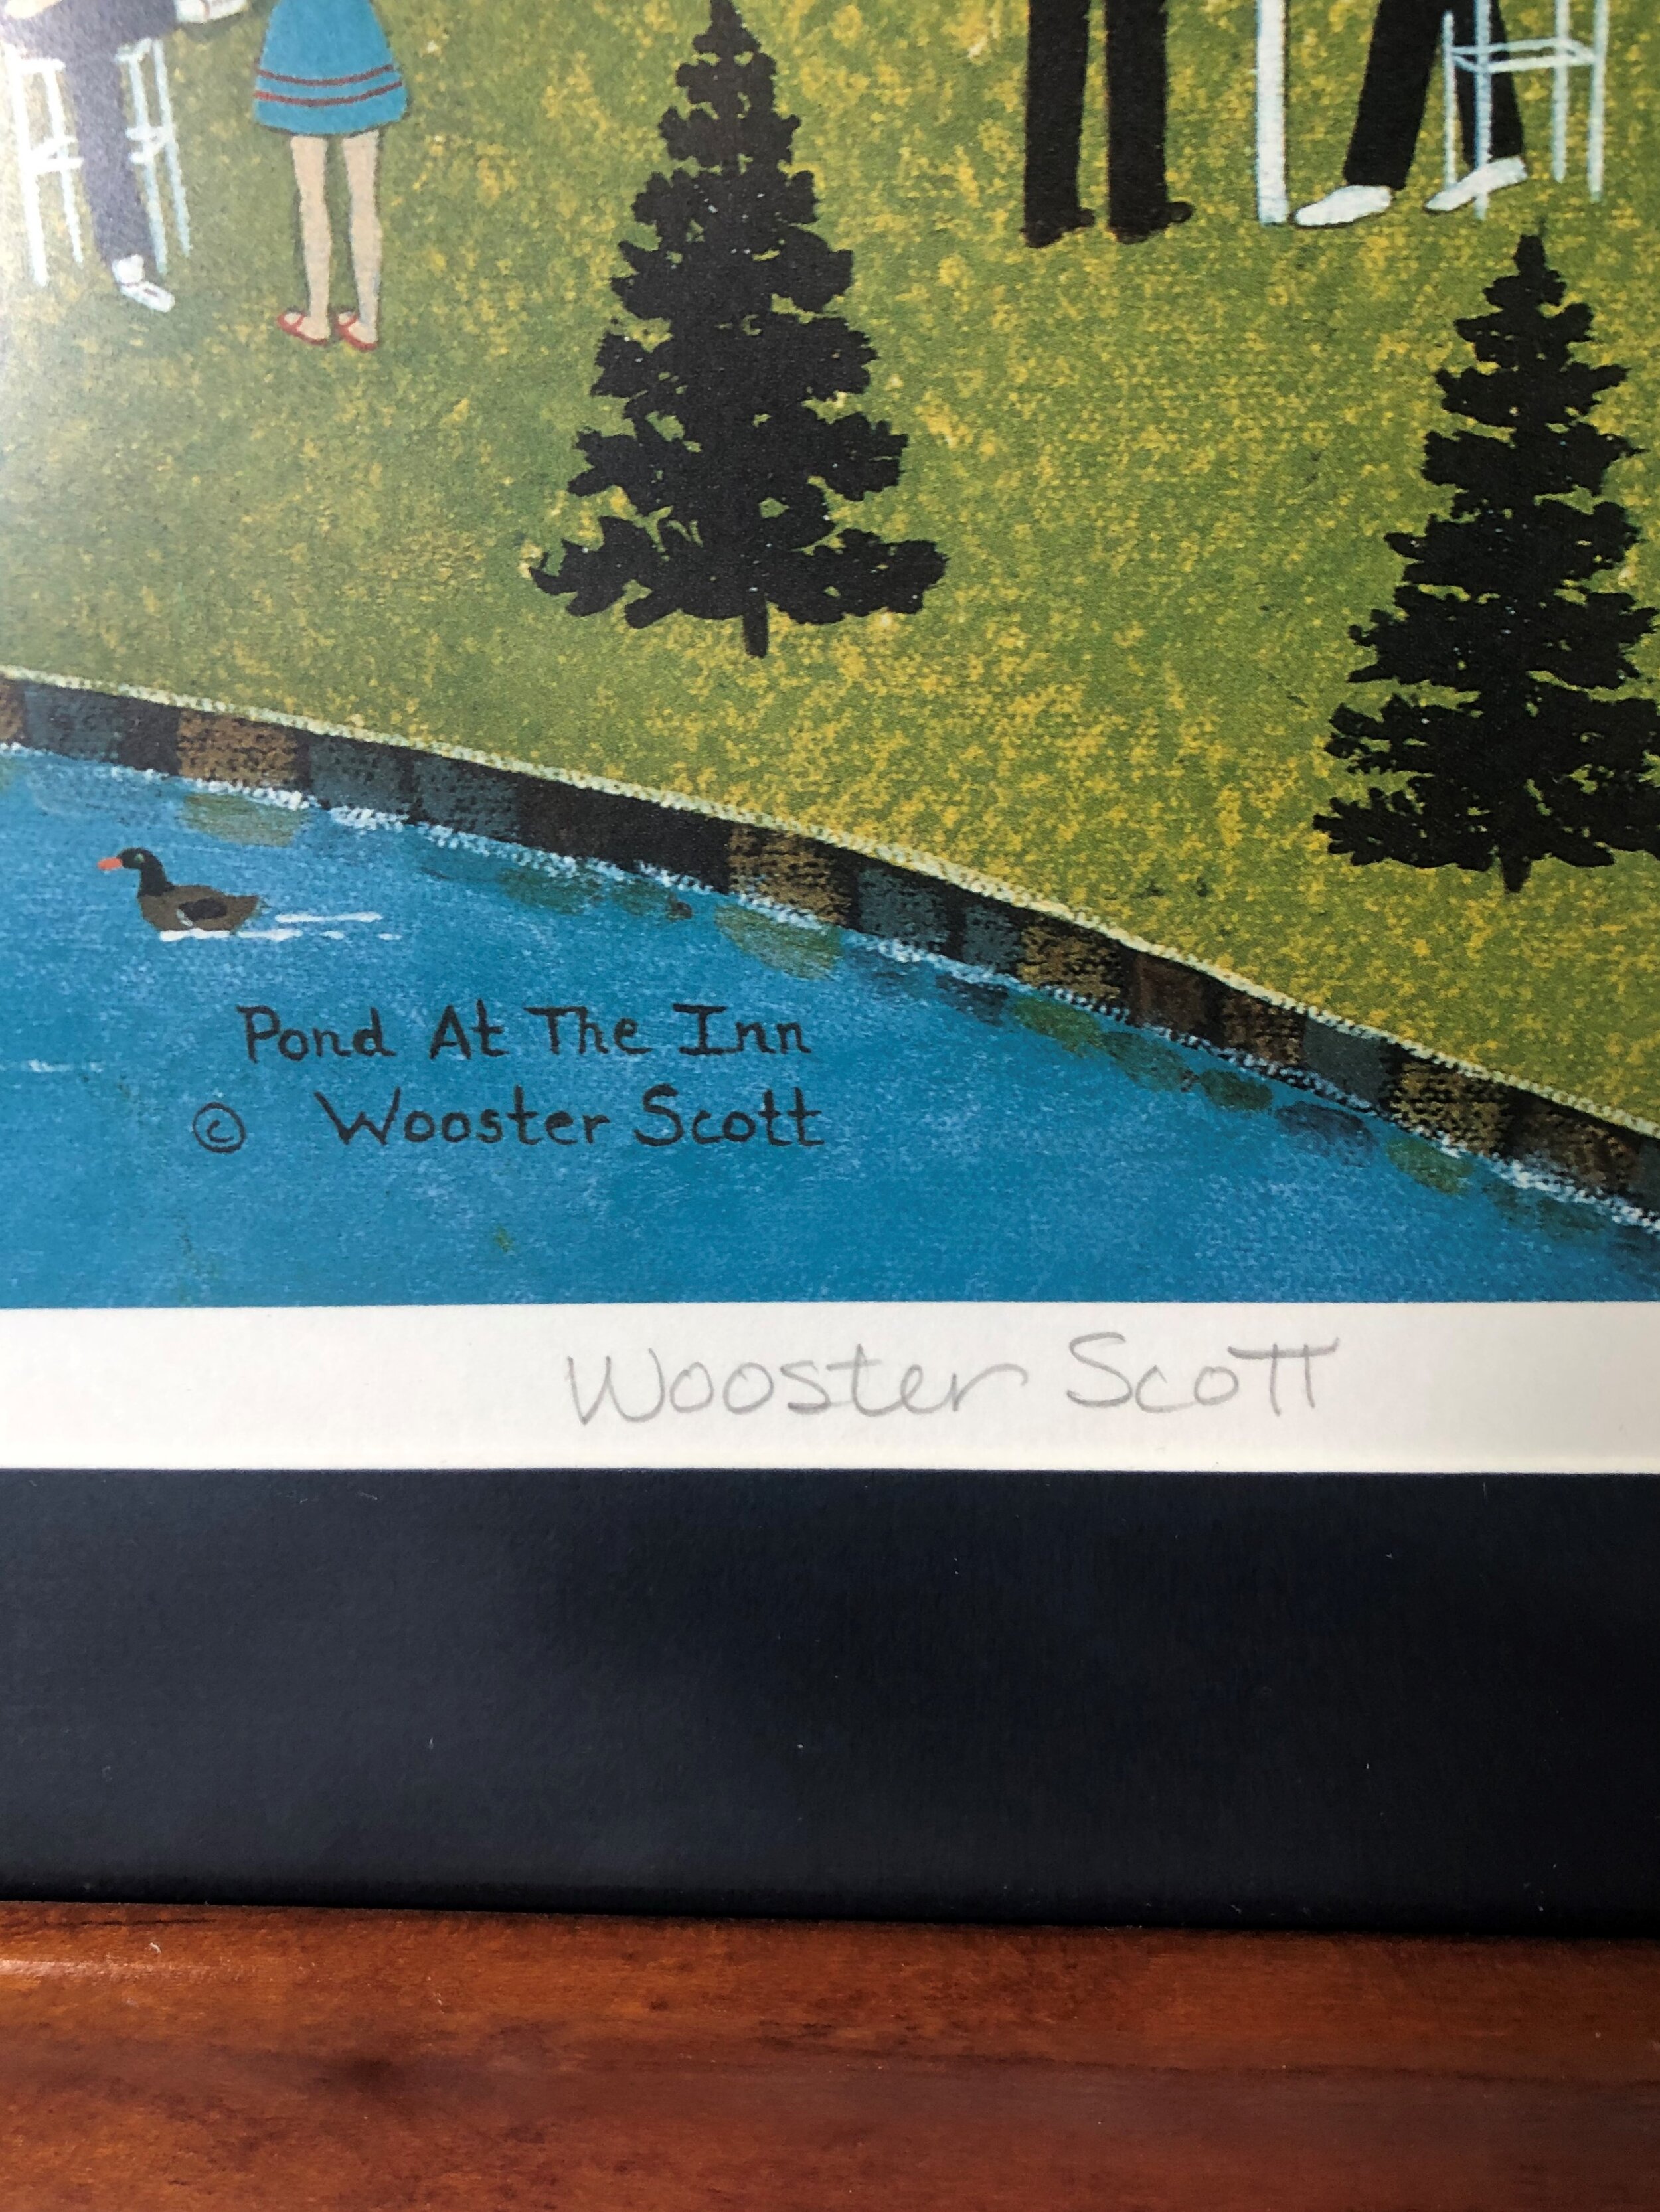 Pond At The Inn
© Wooster Scott
Wooster Scott